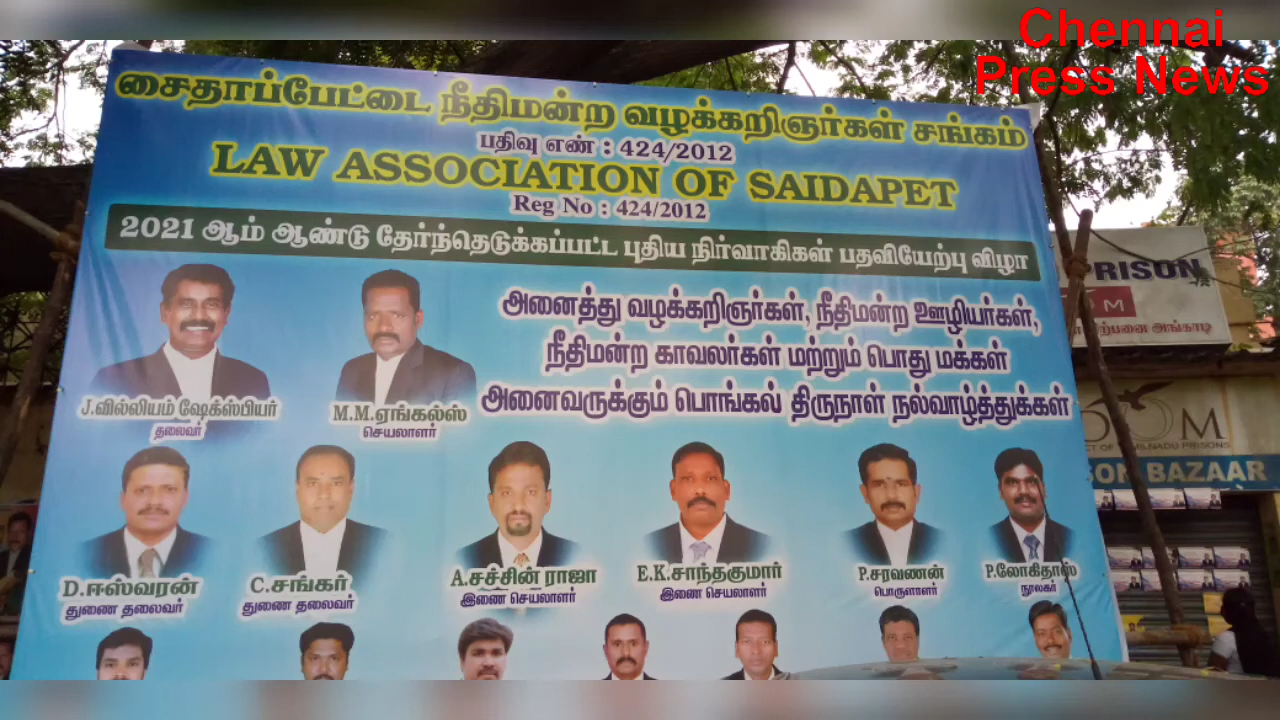 Chennai
Press News
சைதாப்பேட்டை நீதிமன்ற வழக்கறிஞர்கள் சங்கம்
பதிவு எண் : 424/2012
LAW ASSOCIATION OF SAIDAPET
Reg No : 424/2012
2021 ஆம் ஆண்டு தேர்ந்தெடுக்கப்பட்ட புதிய நிர்வாகிகள் பதவியேற்பு விழா
அனைத்து வழக்கறிஞர்கள், நீதிமன்ற ஊழியர்கள்,
நீதிமன்ற காவலர்கள் மற்றும் பொது மக்கள்
அனைவருக்கும் பொங்கல் திருநாள் நல்வாழ்த்துக்கள்
J.வில்லியம் ஷேக்ஸ்பியர்
தலைவர்
M.M.ஏங்கல்ஸ்
செயலாளர்
D.ஈஸ்வரன்
துணை தலைவர்
C.சங்கர்
துணை தலைவர்
A.சச்சின் ராஜா
இணை செயலாளர்
E.K.சாந்தகுமார்
இணை செயலாளர்
P.சரவணன்
பொருளாளர்
P.லோகிதாஸ்
நூலகர்
PRISON
அங்காடி
TAMILNADU PRISONS
BAZAAR